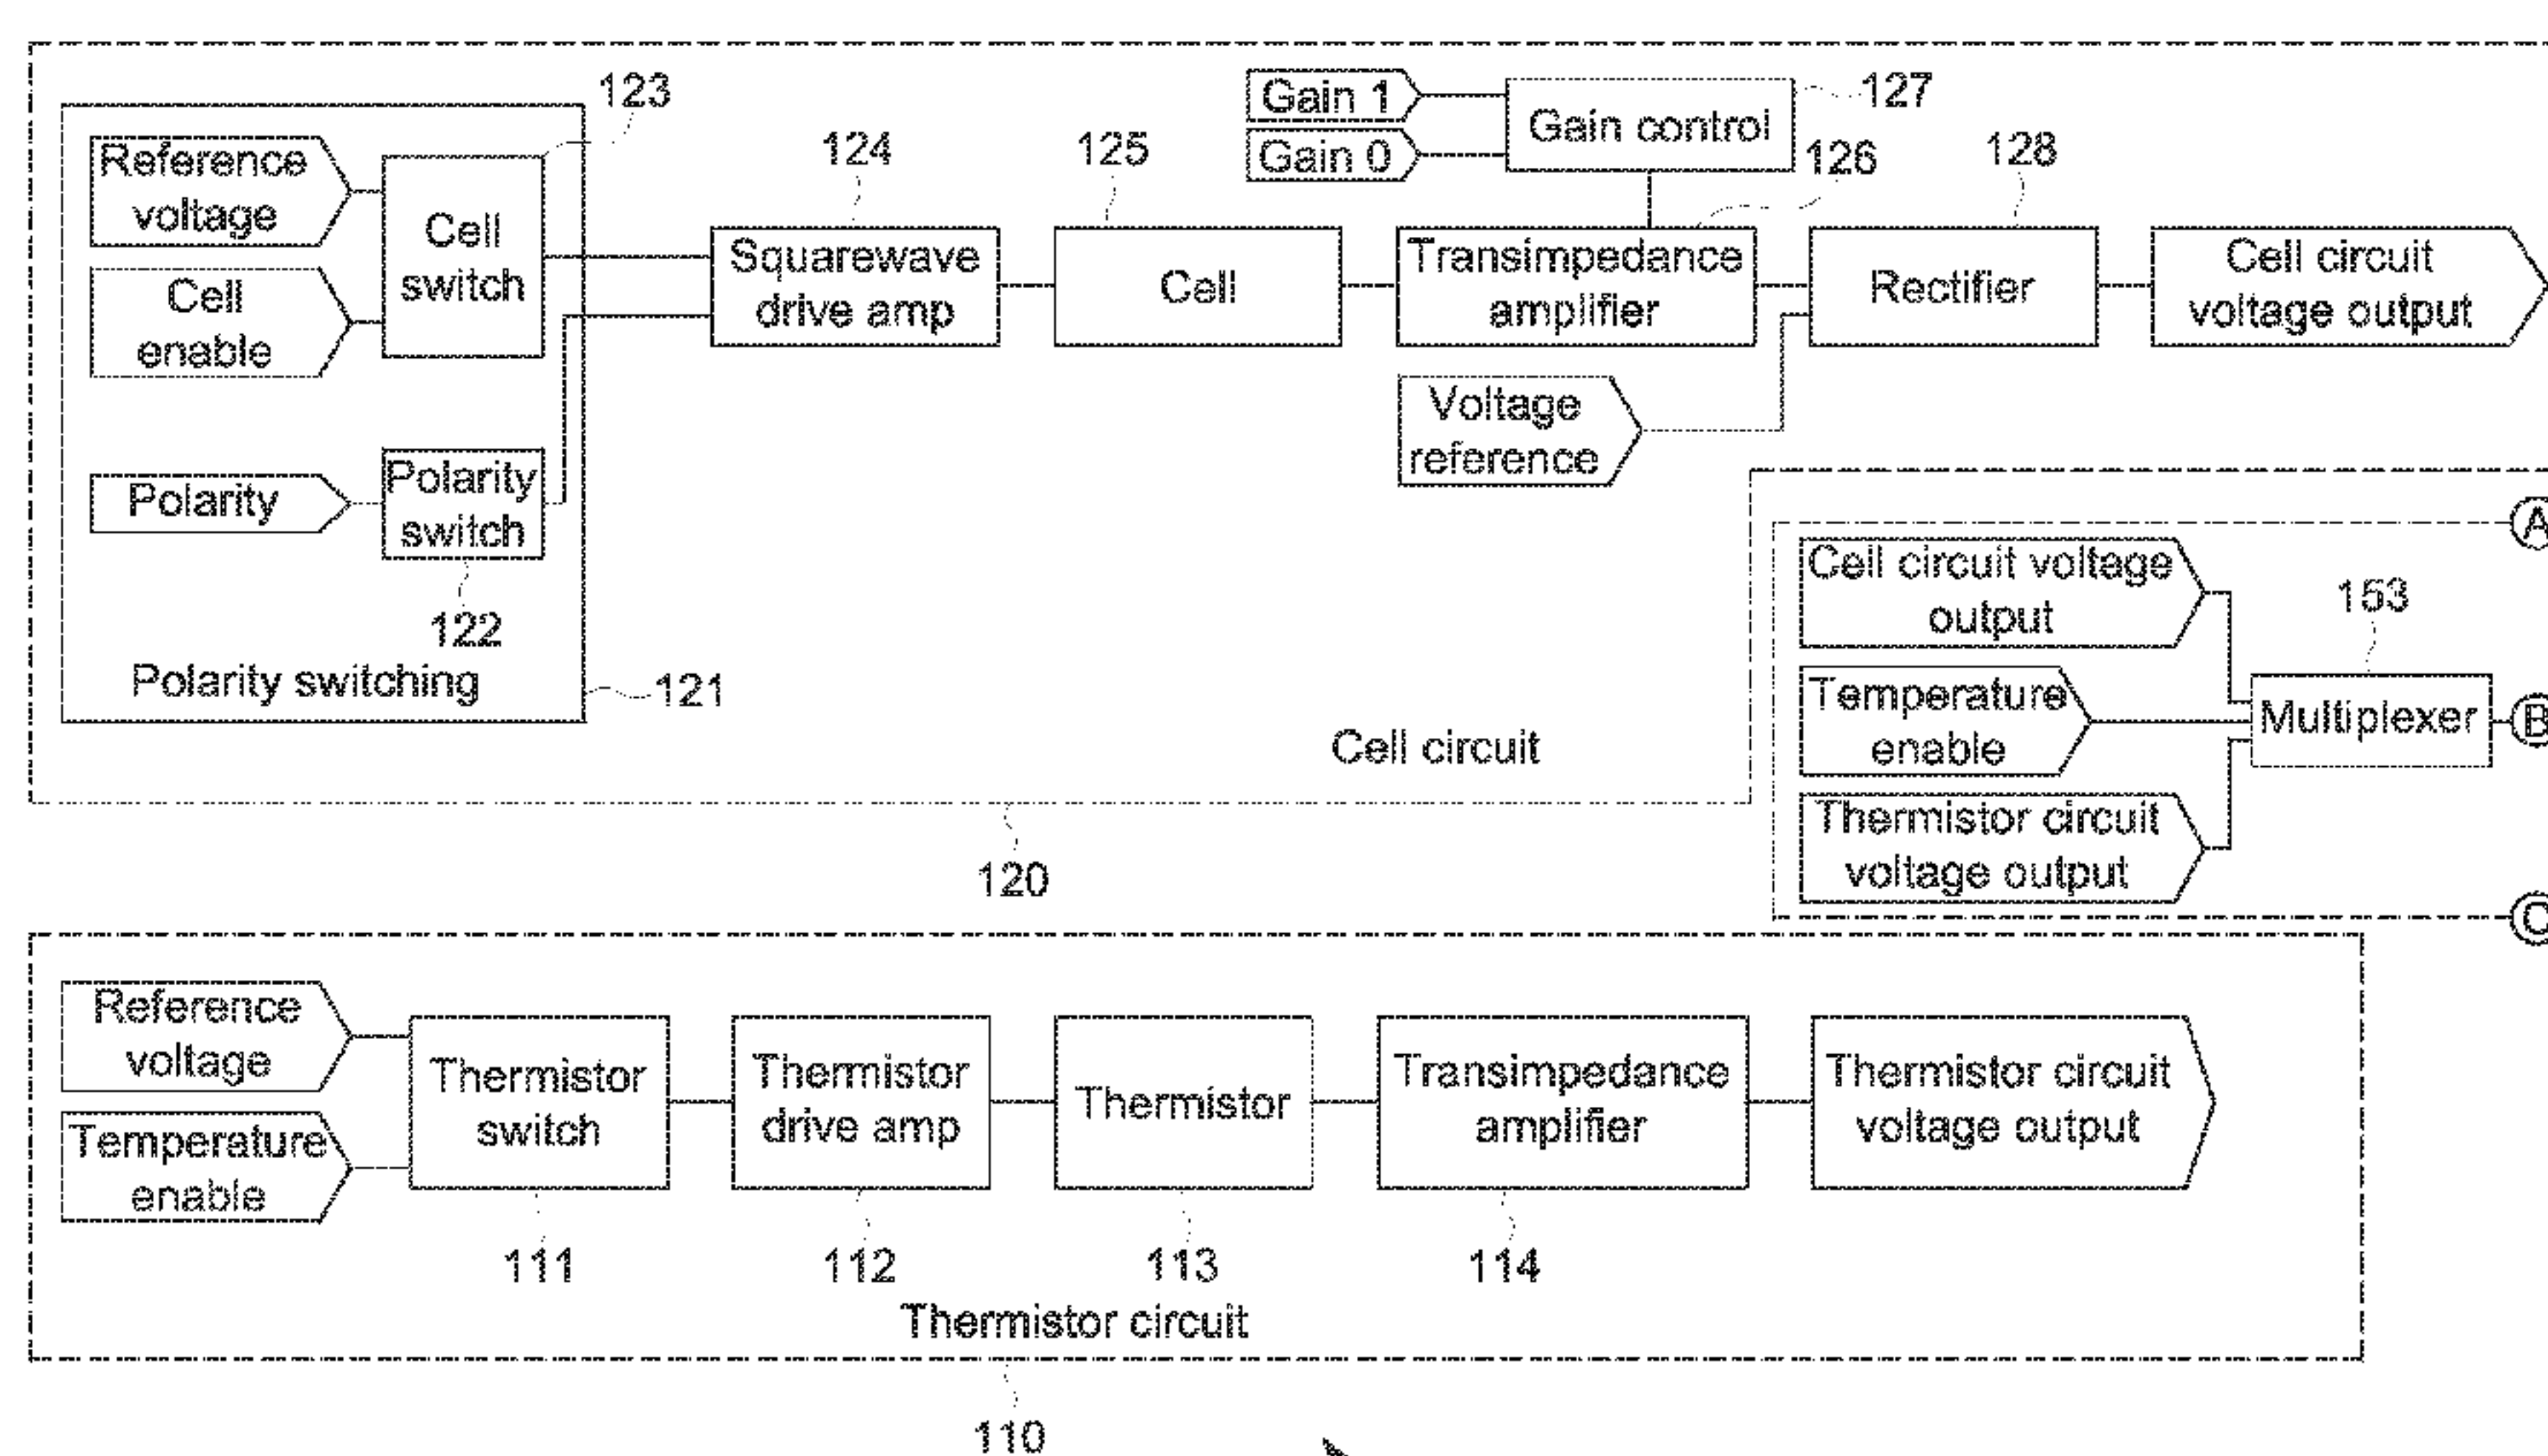 123
Gain 1
127
Reference
voltage
Gain control
Gain 0
124
125
126
128
Cell
switch
Squarewave
drive amp
Cell
Transimpedance
amplifier
Rectifier
Cell circuit
voltage output
Cell
enable
Voltage
reference
Polarity
Polarity
switch
122
Polarity switching
121
Cell circuit
120
A
Cell circuit voltage
output
153
Temperature
enable
Multiplexer
B
Thermistor circuit
voltage output
C
Reference
voltage
Temperature
enable
Thermistor
switch
Thermistor
drive amp
Thermistor
Transimpedance
amplifier
Thermistor circuit
voltage output
111
112
113
114
Thermistor circuit
110